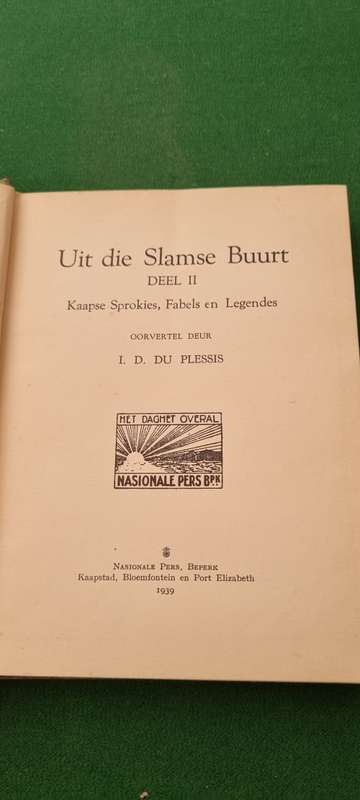 Uit die Slamse Buurt
DEEL II
Kaapse Sprokies, Fabels en Legendes
OORVERTEL DEUR
I. D. DU PLESSIS
HET DAGHET OVERAL
NASIONALE PERS BPK
NASIONALE PERS, BEPERK
Kaapstad, Bloemfontein en Port Elizabeth
1939